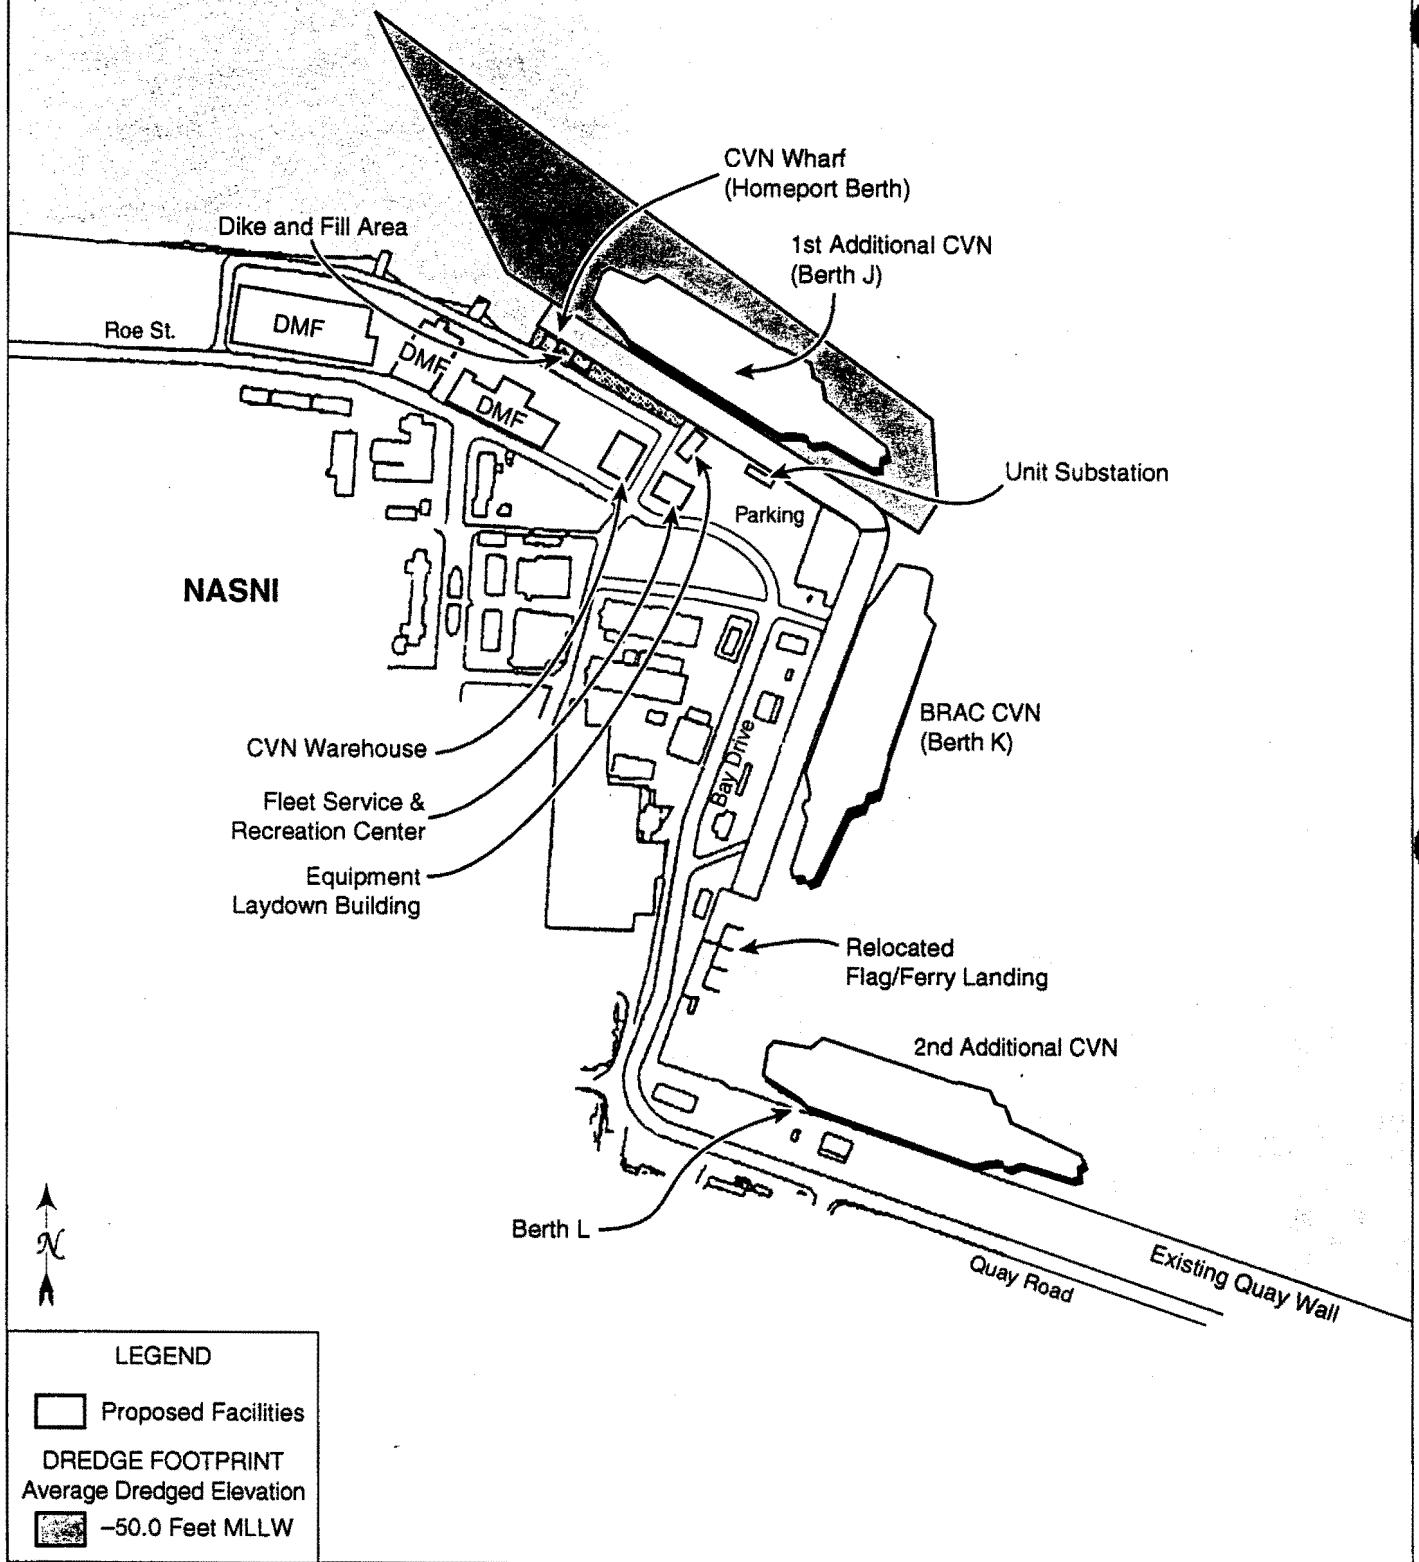 CVN Wharf
(Homeport Berth)
Dike and Fill Area
1st Additional CVN
(Berth J)
Roe St.
DMF
DMF
DMF
Unit Substation
Parking
NASNI
BRAC CVN
(Berth K)
Bay Drive
CVN Warehouse
Fleet Service &
Recreation Center
Equipment
Laydown Building
Relocated
Flag/Ferry Landing
2nd Additional CVN
Berth L
Existing Quay Wall
Quay Road
N
LEGEND
Proposed Facilities
DREDGE FOOTPRINT
Average Dredged Elevation
–50.0 Feet MLLW